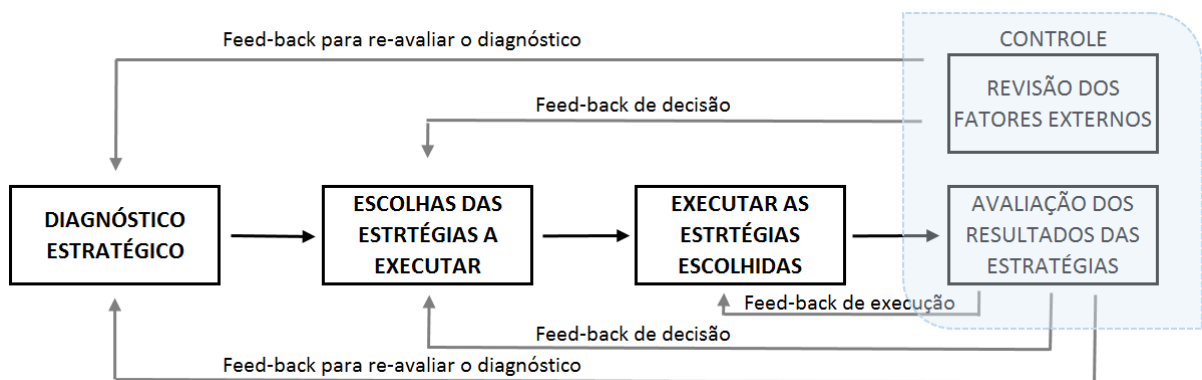 Feed-back para re-avaliar o diagnóstico
CONTROLE
REVISÃO DOS
FATORES EXTERNOS
Feed-back de decisão
DIAGNÓSTICO
ESTRATÉGICO
ESCOLHAS DAS
ESTRTÉGIAS A
EXECUTAR
EXECUTAR AS
ESTRTÉGIAS
ESCOLHIDAS
AVALIAÇÃO DOS
RESULTADOS DAS
ESTRATÉGIAS
Feed-back de execução
Feed-back de decisão
Feed-back para re-avaliar o diagnóstico